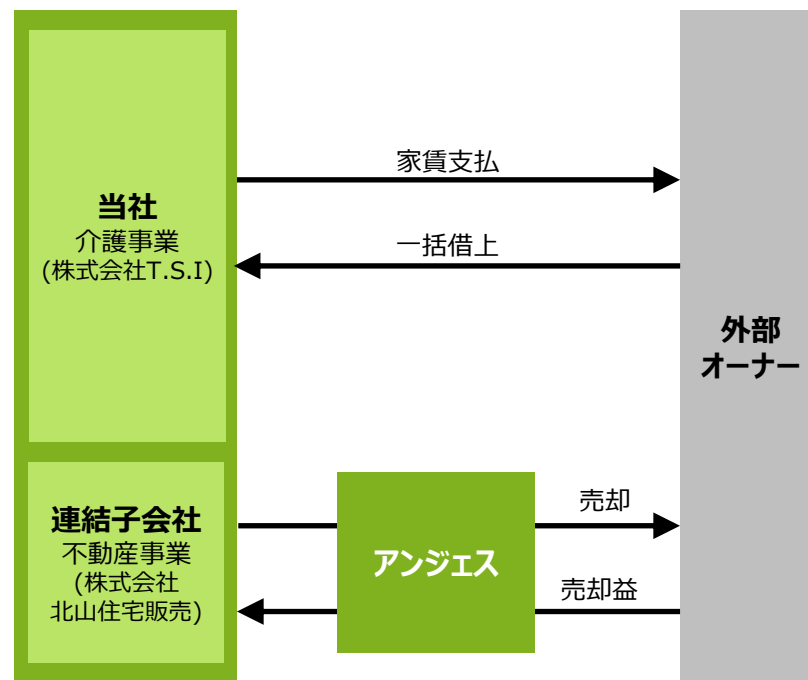 当社
介護事業
(株式会社T.S.I)
家賃支払
一括借上
外部
オーナー
連結子会社
不動産事業
(株式会社
北山住宅販売)
アンジェス
売却
売却益